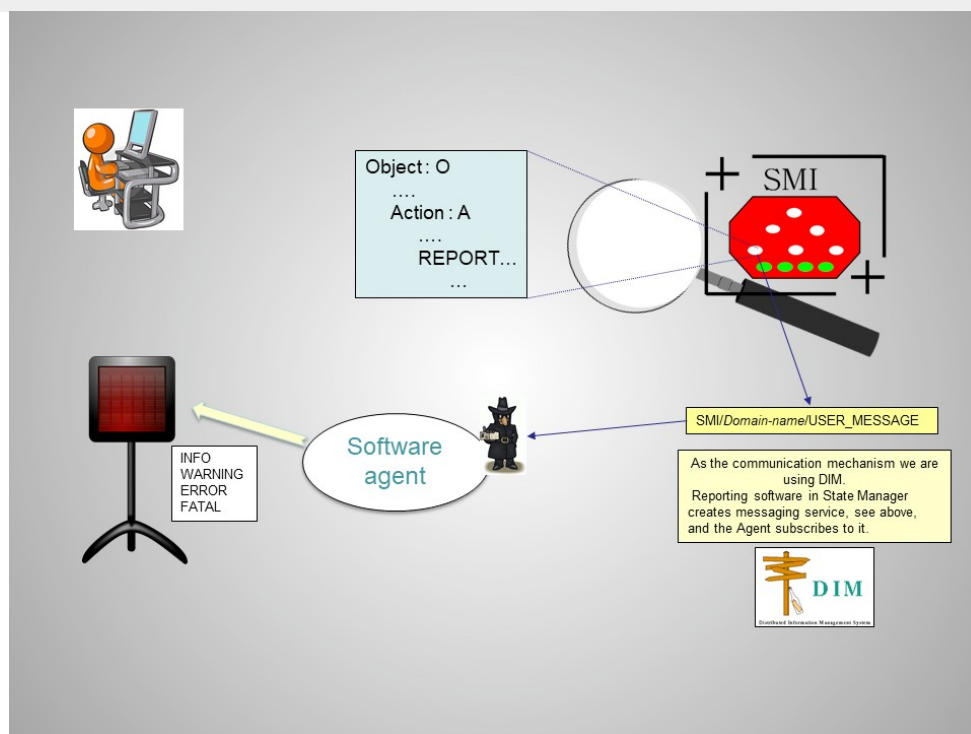 Object : O
....
Action : A
....
REPORT...
...
SMI
SMI/Domain-name/USER_MESSAGE
Software
agent
INFO
WARNING
ERROR
FATAL
As the communication mechanism we are
using DIM.
Reporting software in State Manager
creates messaging service, see above,
and the Agent subscribes to it.
DIM
Distributed Information Management System